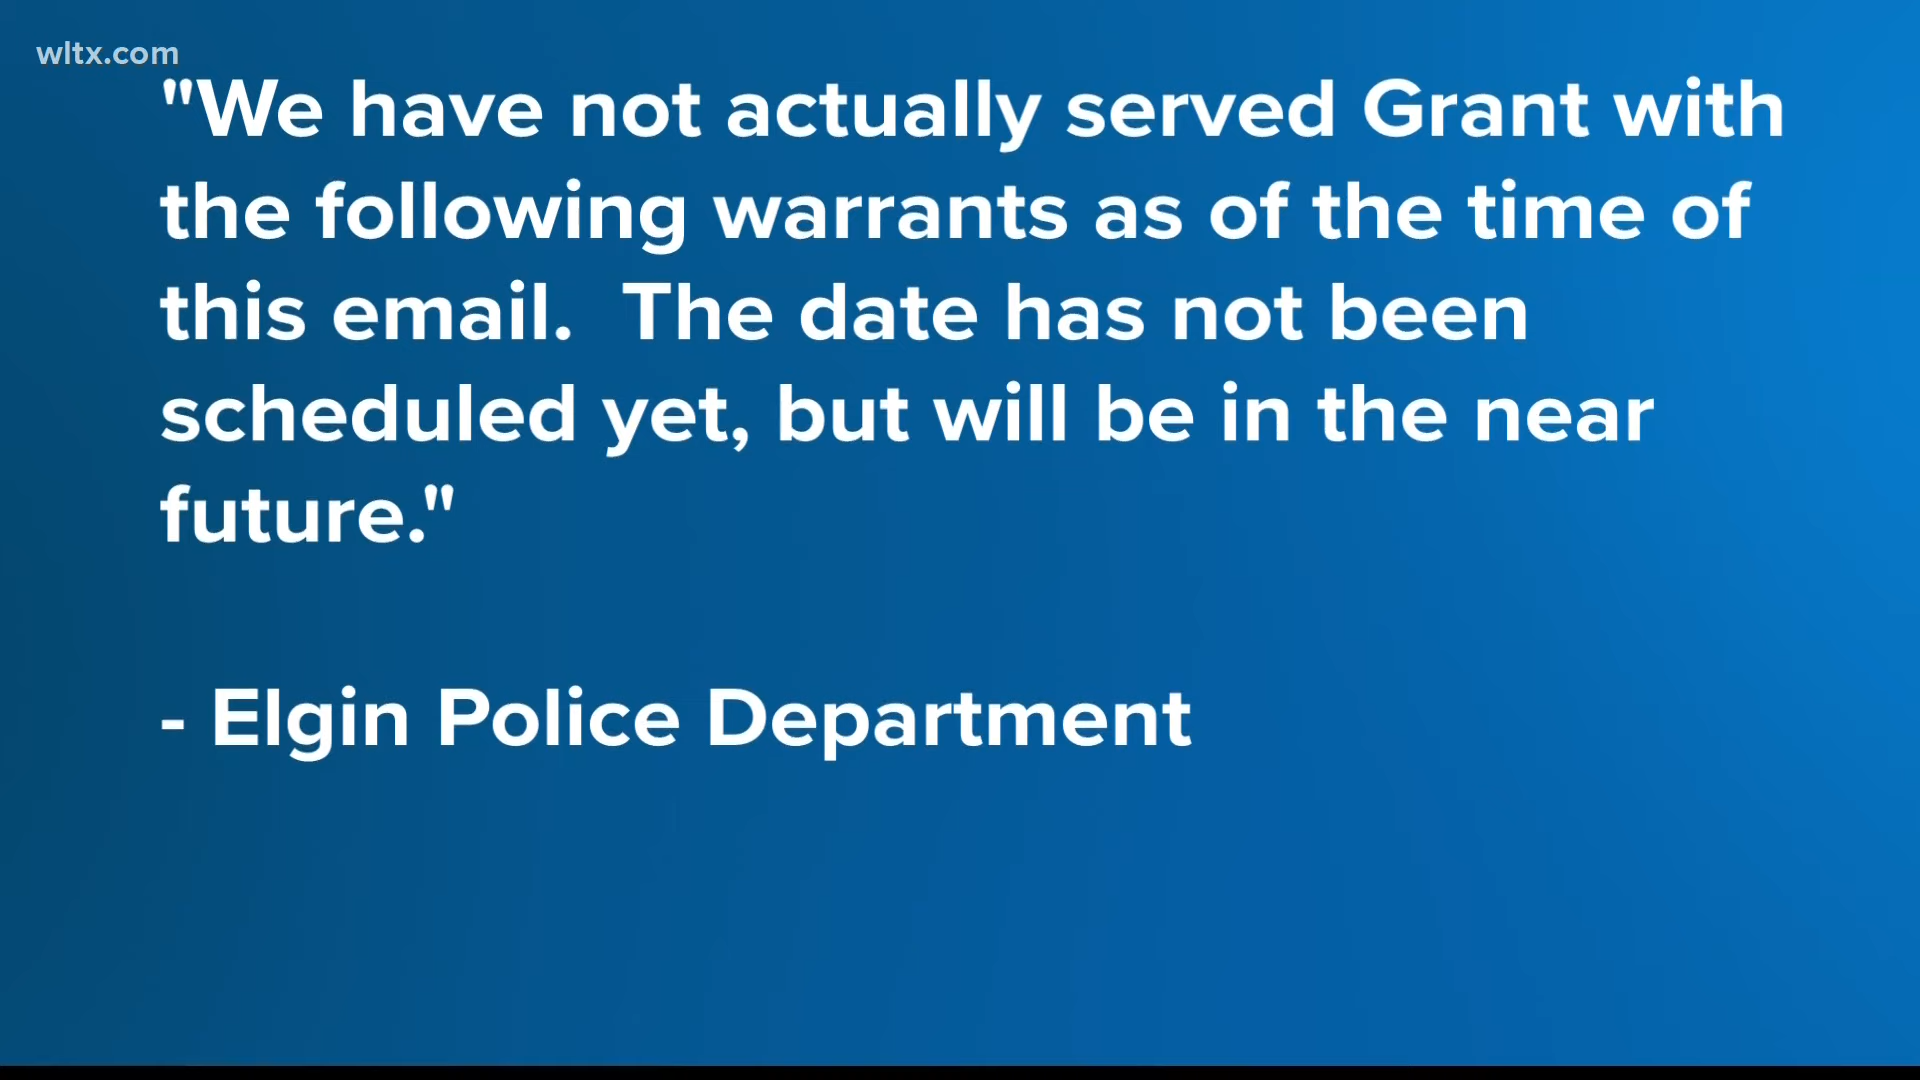 wltx.com
"We have not actually served Grant with
the following warrants as of the time of
this email.  The date has not been
scheduled yet, but will be in the near
future."
- Elgin Police Department